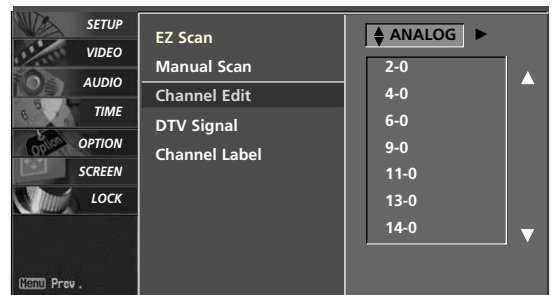 SETUP
VIDEO
AUDIO
TIME
OPTION
SCREEN
LOCK
Menu Prev.
EZ Scan
Manual Scan
Channel Edit
DTV Signal
Channel Label
ANALOG
2-0
4-0
6-0
9-0
11-0
13-0
14-0